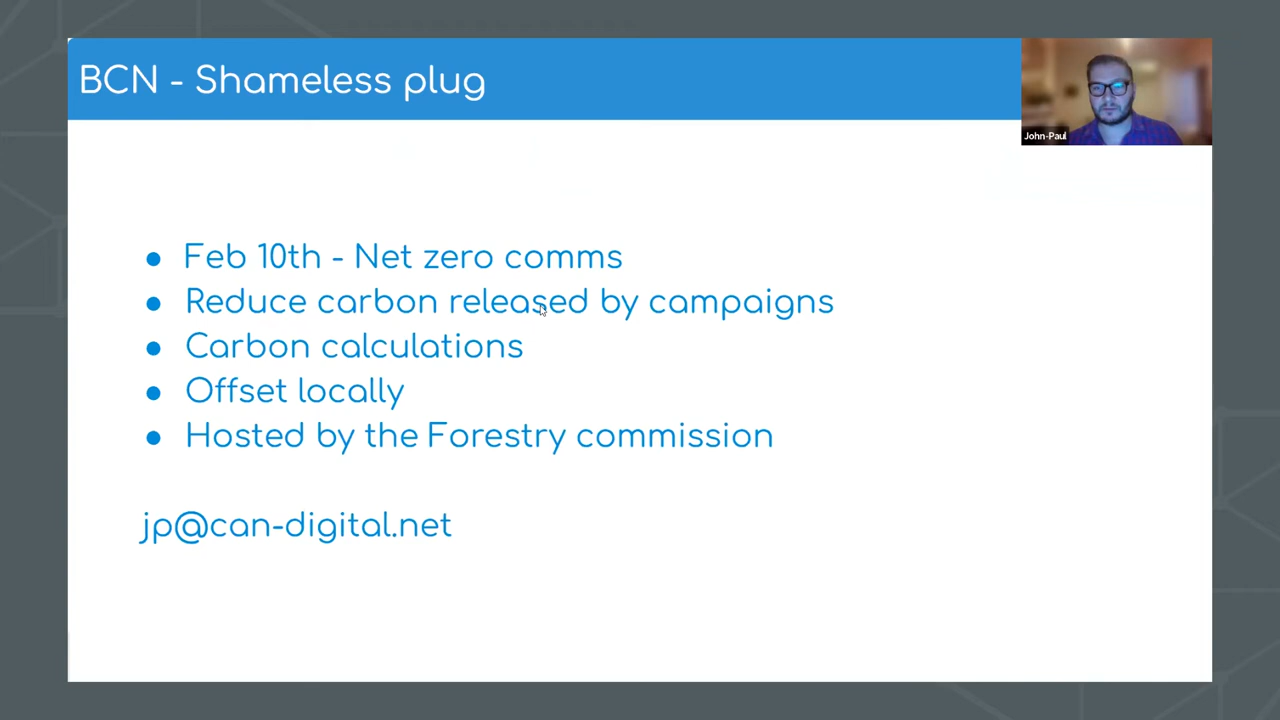 BCN - Shameless plug
John-Paul
● Feb 10th - Net zero comms
● Reduce carbon released by campaigns
● Carbon calculations
● Offset locally
● Hosted by the Forestry commission
jp@can-digital.net